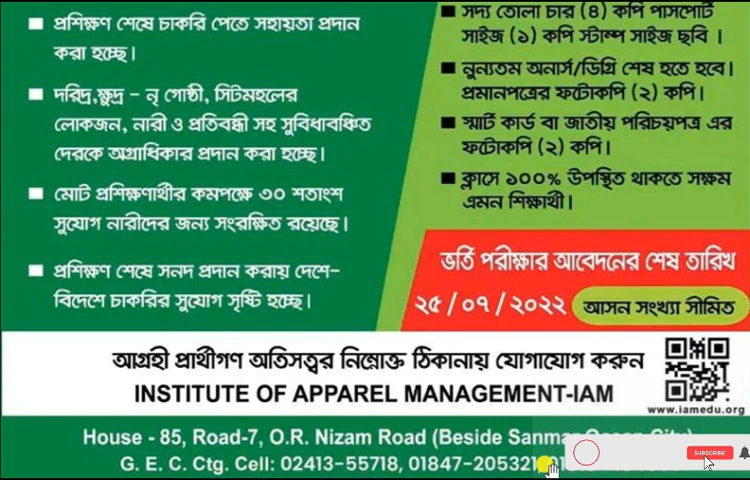 প্রশিক্ষণ শেষে চাকরি পেতে সহায়তা প্রদান
করা হচ্ছে।
দরিদ্র,ক্ষুদ্র - নৃ গোষ্ঠী, সিটমহলের
লোকজন, নারী ও প্রতিবন্ধী সহ সুবিধাবঞ্চিত
দেরকে অগ্রাধিকার প্রদান করা হচ্ছে।
মোট প্রশিক্ষণার্থীর কমপক্ষে ৩০ শতাংশ
সুযোগ নারীদের জন্য সংরক্ষিত রয়েছে।
প্রশিক্ষণ শেষে সনদ প্রদান করায় দেশে-
বিদেশে চাকরির সুযোগ সৃষ্টি হচ্ছে।
সদ্য তোলা চার (৪) কপি পাসপোর্ট
সাইজ (১) কপি স্টাম্প সাইজ ছবি ।
নুন্যতম অনার্স/ডিগ্রি শেষ হতে হবে।
প্রমানপত্রের ফটোকপি (২) কপি।
স্মার্ট কার্ড বা জাতীয় পরিচয়পত্র এর
ফটোকপি (২) কপি।
ক্লাসে ১০০% উপস্থিত থাকতে সক্ষম
এমন শিক্ষার্থী।
ভর্তি পরীক্ষার আবেদনের শেষ তারিখ
২৫ / ০৭ / ২০২২ আসন সংখ্যা সীমিত
আগ্রহী প্রার্থীগণ অতিসত্বর নিম্নোক্ত ঠিকানায় যোগাযোগ করুন
INSTITUTE OF APPAREL MANAGEMENT-IAM
www.iamedu.org
House - 85, Road-7, O.R. Nizam Road (Beside Sanmar Ocean City)
G. E. C. Ctg. Cell: 02413-55718, 01847-205321
SUBSCRIBE